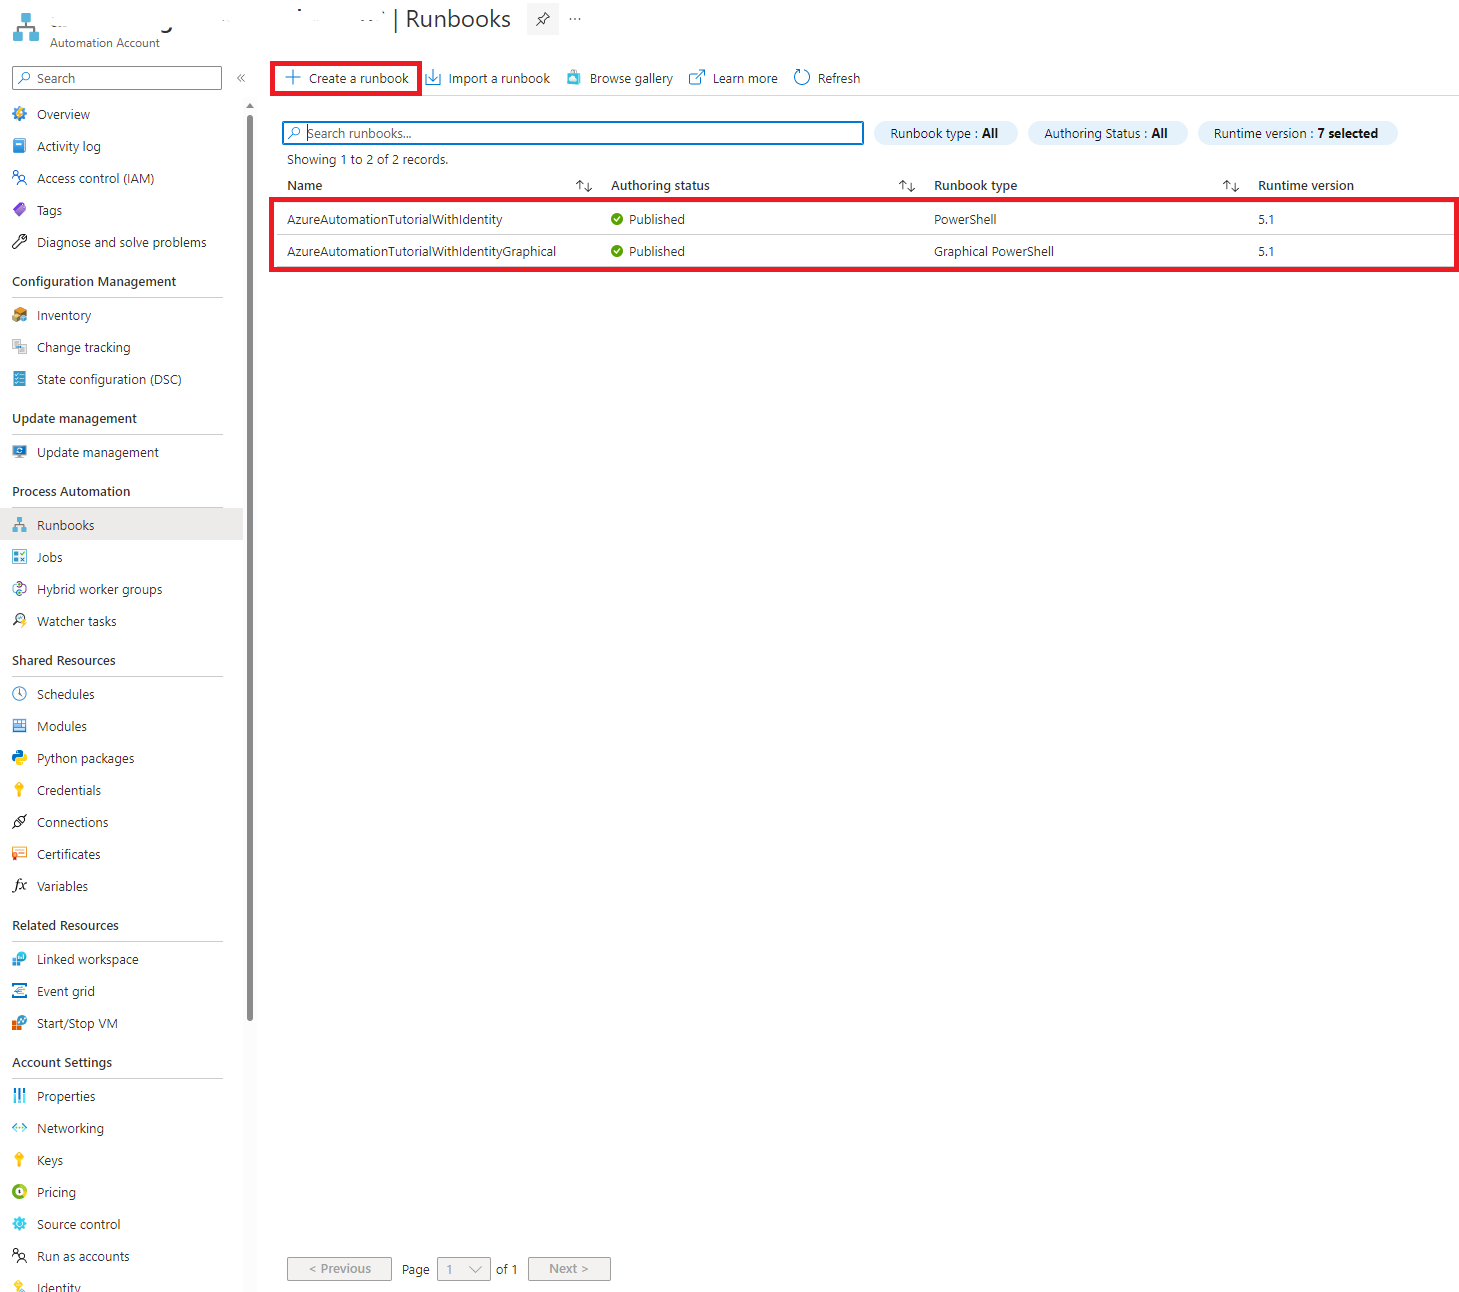 | Runbooks
Automation Account
Search
Create a runbook
Import a runbook
Browse gallery
Learn more
Refresh
Overview
Activity log
Access control (IAM)
Tags
Diagnose and solve problems
Configuration Management
Inventory
Change tracking
State configuration (DSC)
Update management
Update management
Process Automation
Runbooks
Jobs
Hybrid worker groups
Watcher tasks
Shared Resources
Schedules
Modules
Python packages
Credentials
Connections
Certificates
Variables
Related Resources
Linked workspace
Event grid
Start/Stop VM
Account Settings
Properties
Networking
Keys
Pricing
Source control
Run as accounts
Identity
Search runbooks...
Runbook type : All
Authoring Status : All
Runtime version : 7 selected
Showing 1 to 2 of 2 records.
Name Authoring status Runbook type Runtime version
AzureAutomationTutorialWithIdentity Published PowerShell 5.1
AzureAutomationTutorialWithIdentityGraphical Published Graphical PowerShell 5.1
< Previous Page 1 of 1 Next >